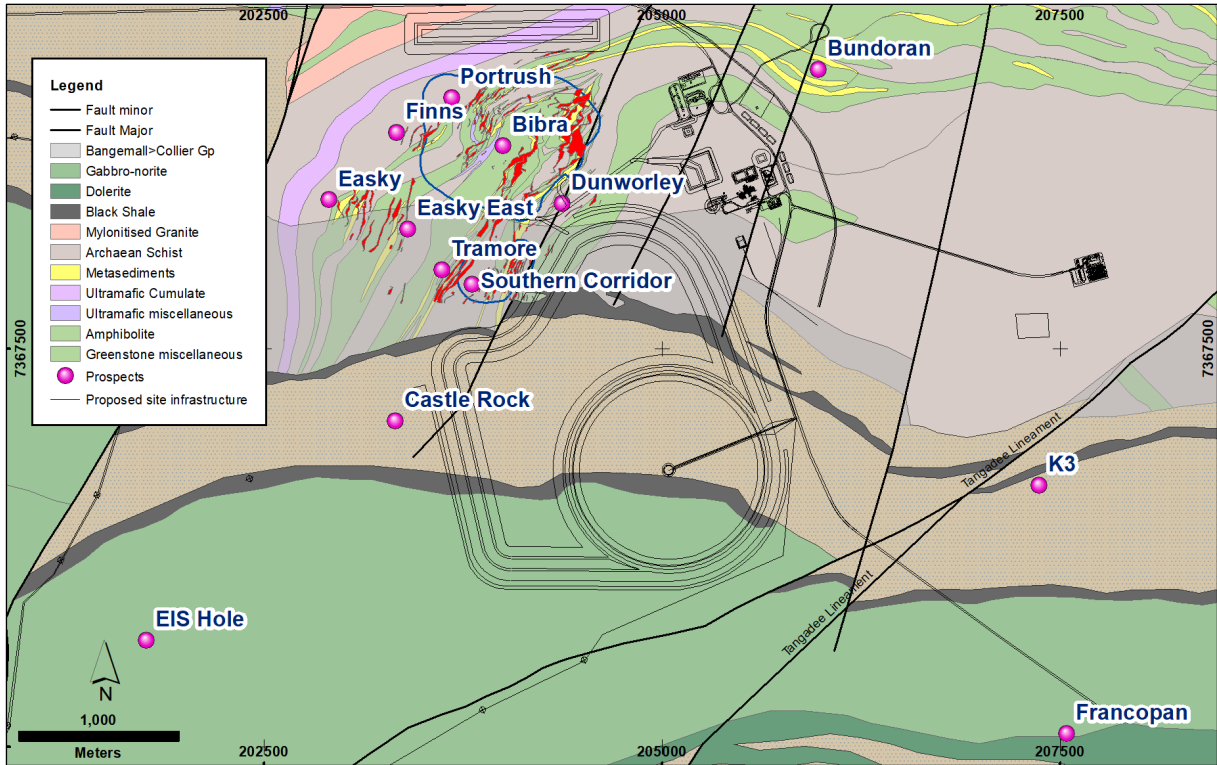 202500
205000
207500
Bundoran
Portrush
Finns
Bibra
Easky
Dunworley
Easky East
Tramore
Southern Corridor
7367500
7367500
Legend
Fault minor
Fault Major
Bangemall>Collier Gp
Gabbro-norite
Dolerite
Black Shale
Mylonitised Granite
Archaean Schist
Metasediments
Ultramafic Cumulate
Ultramafic miscellaneous
Amphibolite
Greenstone miscellaneous
Prospects
Proposed site infrastructure
Castle Rock
Tangadee Lineament
K3
Tangadee Lineament
EIS Hole
N
1,000
Meters
Francopan
202500
205000
207500